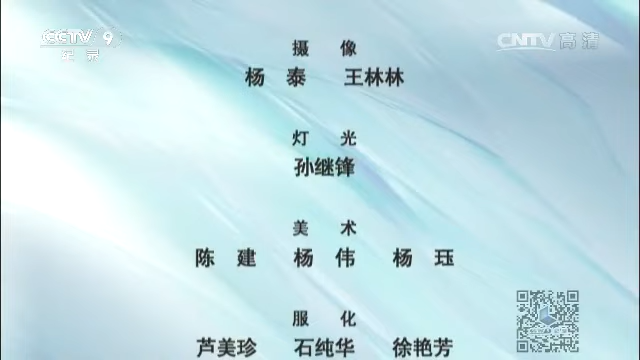 CCTV 9 纪录
CNTV高清
摄 像
杨 泰 王林林
灯 光
孙继锋
美 术
陈 建 杨 伟 杨 珏
服 化
芦美珍 石纯华 徐艳芳